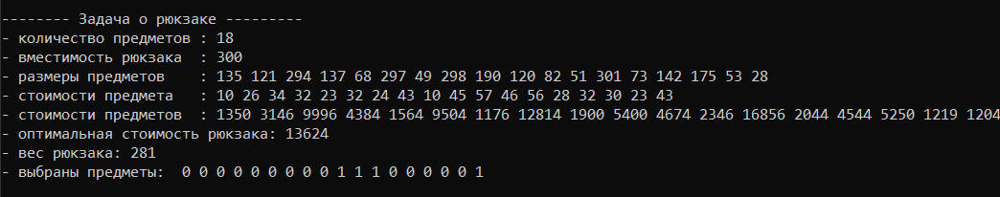 -------- Задача о рюкзаке ---------
- количество предметов : 18
- вместимость рюкзака  : 300
- размеры предметов    : 135 121 294 137 68 297 49 298 190 120 82 51 301 73 142 175 53 28
- стоимости предмета   : 10 26 34 32 23 32 24 43 10 45 57 46 56 28 32 30 23 43
- стоимости предметов  : 1350 3146 9996 4384 1564 9504 1176 12814 1900 5400 4674 2346 16856 2044 4544 5250 1219 1204
- оптимальная стоимость рюкзака: 13624
- вес рюкзака: 281
- выбраны предметы:  0 0 0 0 0 0 0 0 0 1 1 1 0 0 0 0 0 1